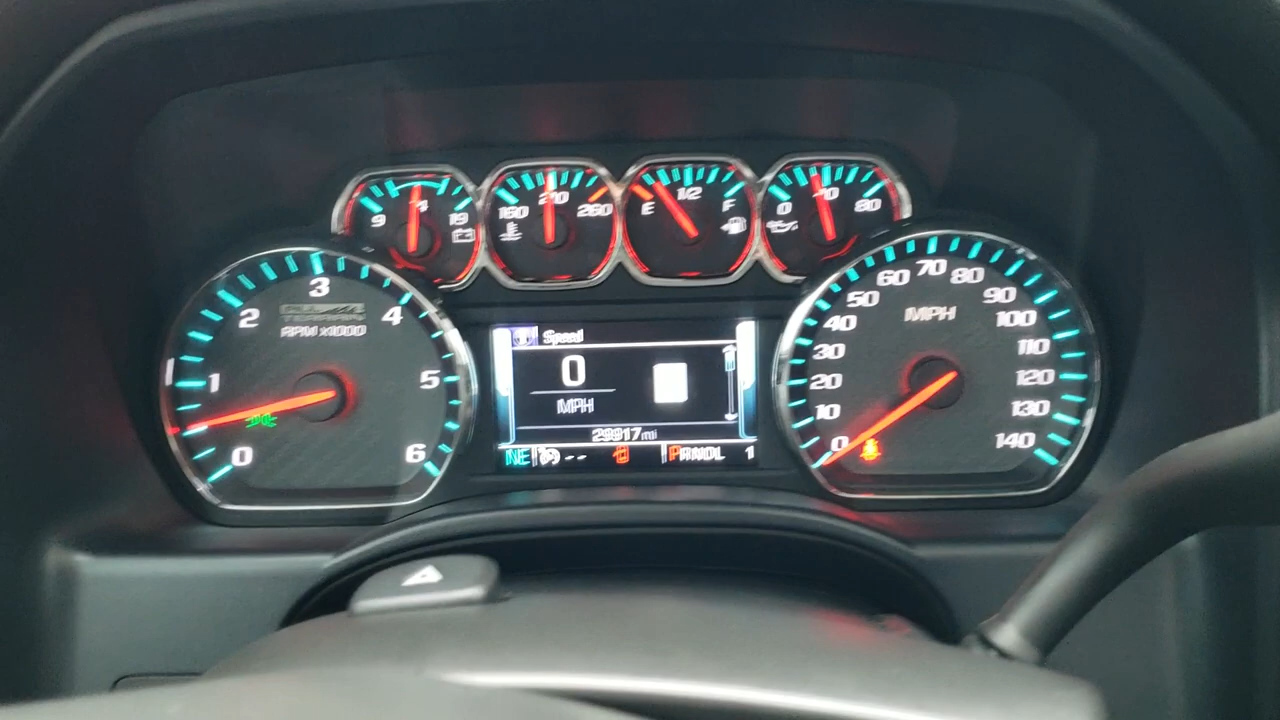 9 14 19
160 210 260
E 1/2 F
0 40 80
0 1 2 3 4 5 6
RPM x1000
Speed
0
MPH
29917 mi
NE -- PRNDL 1
0 10 20 30 40 50 60 70 80 90 100 110 120 130 140
MPH